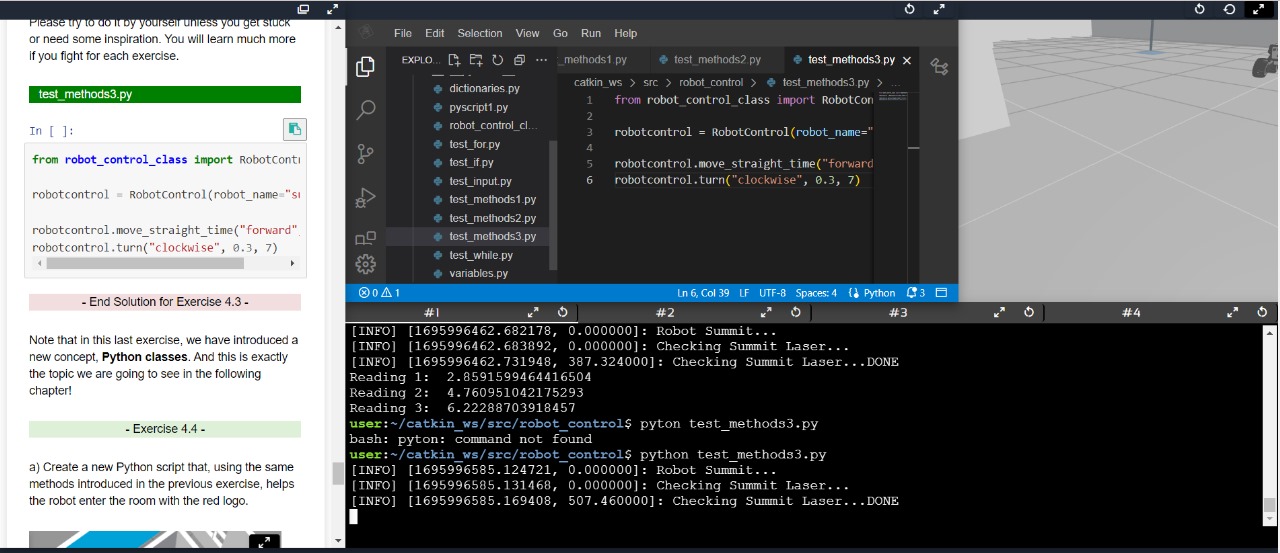 Please try to do it by yourself unless you get stuck
or need some inspiration. You will learn much more
if you fight for each exercise.
test_methods3.py
In [ ]:
from robot_control_class import RobotContr
robotcontrol = RobotControl(robot_name="su
robotcontrol.move_straight_time("forward",
robotcontrol.turn("clockwise", 0.3, 7)
- End Solution for Exercise 4.3 -
Note that in this last exercise, we have introduced a
new concept, Python classes. And this is exactly
the topic we are going to see in the following
chapter!
- Exercise 4.4 -
a) Create a new Python script that, using the same
methods introduced in the previous exercise, helps
the robot enter the room with the red logo.
File Edit Selection View Go Run Help
EXPLO...
dictionaries.py
pyscript1.py
robot_control_cl...
test_for.py
test_if.py
test_input.py
test_methods1.py
test_methods2.py
test_methods3.py
test_while.py
variables.py
_methods1.py test_methods2.py test_methods3.py
catkin_ws > src > robot_control > test_methods3.py > ...
1 from robot_control_class import RobotCon
2
3 robotcontrol = RobotControl(robot_name="
4
5 robotcontrol.move_straight_time("forward
6 robotcontrol.turn("clockwise", 0.3, 7)
0 1 Ln 6, Col 39 LF UTF-8 Spaces: 4 Python 3
#1 #2 #3 #4
[INFO] [1695996462.682178, 0.000000]: Robot Summit...
[INFO] [1695996462.683892, 0.000000]: Checking Summit Laser...
[INFO] [1695996462.731948, 387.324000]: Checking Summit Laser...DONE
Reading 1: 2.8591599464416504
Reading 2: 4.760951042175293
Reading 3: 6.22288703918457
user:~/catkin_ws/src/robot_control$ pyton test_methods3.py
bash: pyton: command not found
user:~/catkin_ws/src/robot_control$ python test_methods3.py
[INFO] [1695996585.124721, 0.000000]: Robot Summit...
[INFO] [1695996585.131468, 0.000000]: Checking Summit Laser...
[INFO] [1695996585.169408, 507.460000]: Checking Summit Laser...DONE